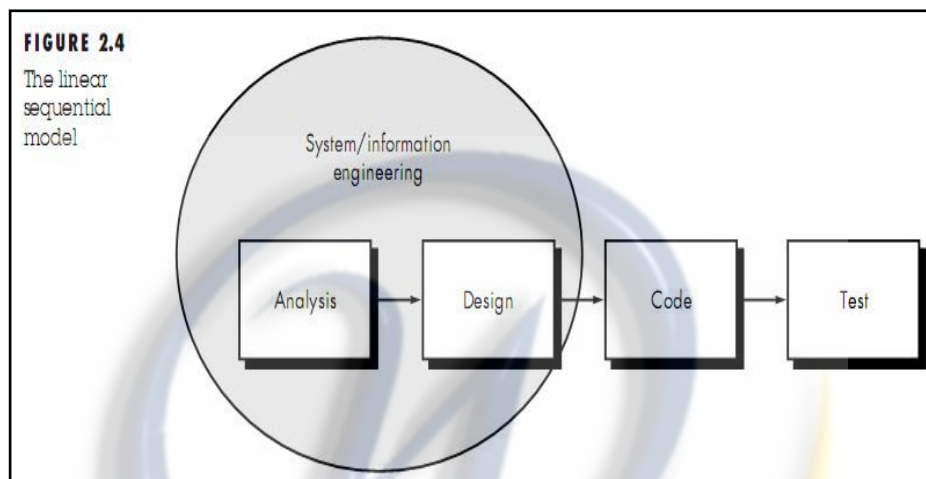 FIGURE 2.4
The linear
sequential
model
System/information
engineering
Analysis
Design
Code
Test